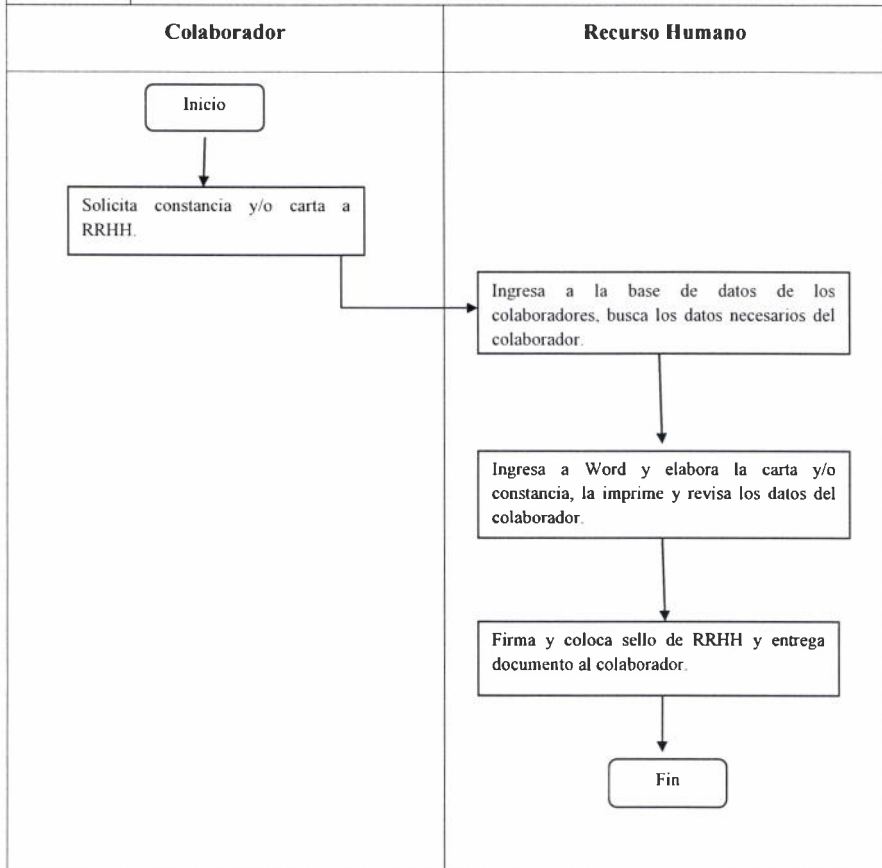 Colaborador
Recurso Humano
Inicio
Solicita constancia y/o carta a
RRHH.
Ingresa a la base de datos de los
colaboradores, busca los datos necesarios del
colaborador.
Ingresa a Word y elabora la carta y/o
constancia, la imprime y revisa los datos del
colaborador.
Firma y coloca sello de RRHH y entrega
documento al colaborador.
Fin